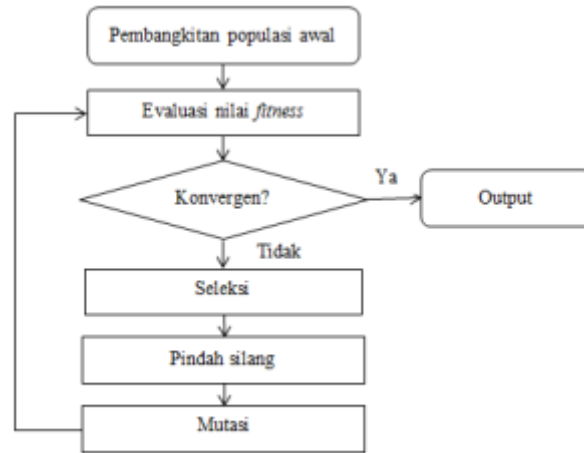 Pembangkitan populasi awal
Evaluasi nilai fitness
Konvergen?
Ya
Output
Tidak
Seleksi
Pindah silang
Mutasi